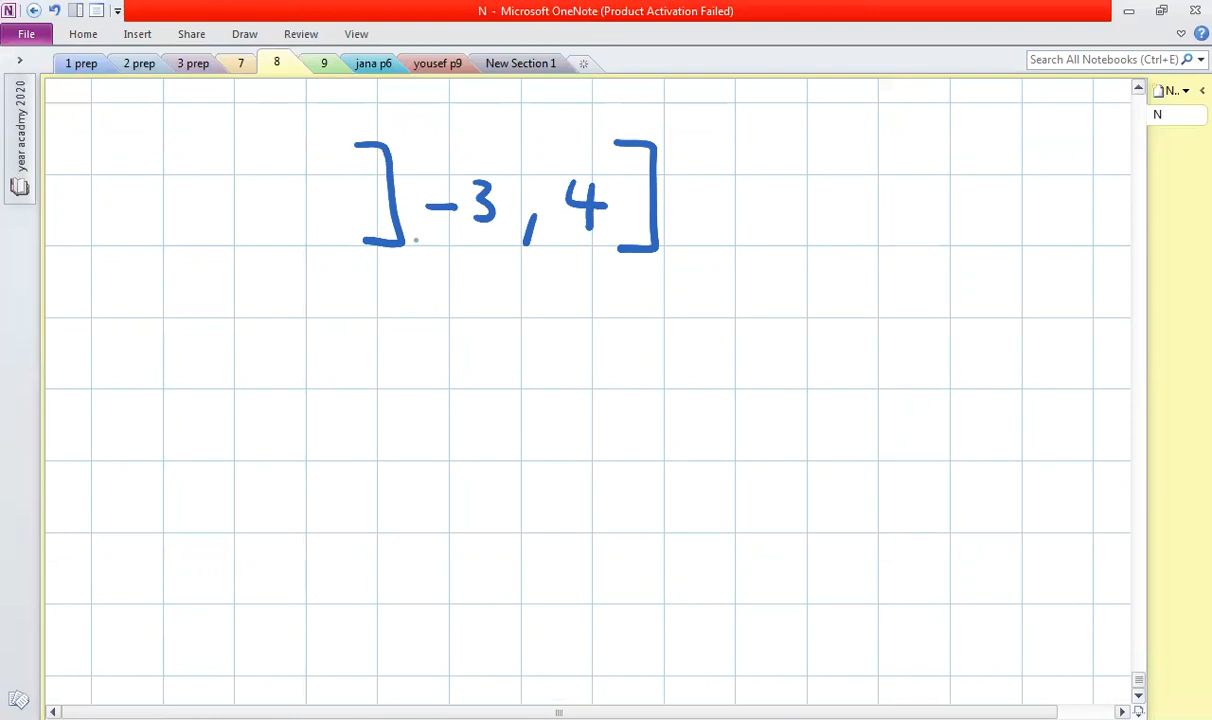 N - Microsoft OneNote (Product Activation Failed)
File Home Insert Share Draw Review View
1 prep 2 prep 3 prep 7 8 9 jana p6 yousef p9 New Section 1
Search All Notebooks (Ctrl+E)
year acadmy 2020
N..
N
]-3 , 4]